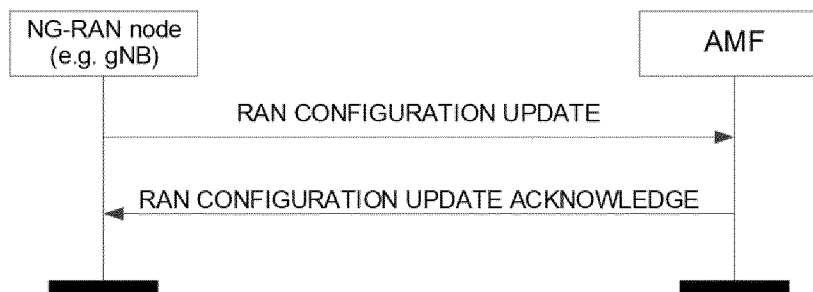 NG-RAN node
(e.g. gNB)
AMF
RAN CONFIGURATION UPDATE
RAN CONFIGURATION UPDATE ACKNOWLEDGE